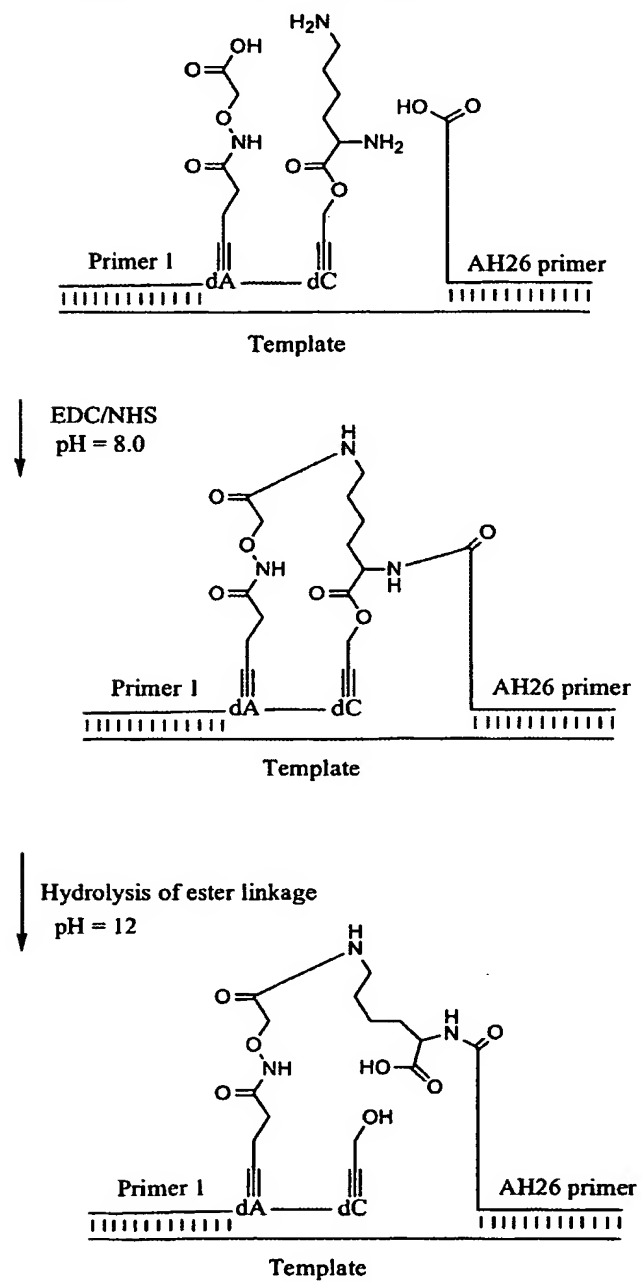 H₂N
O OH
HO O
O
NH₂
NH O
O O
Primer 1 AH26 primer
dA dC
Template
EDC/NHS
pH = 8.0
H
N
O O
O N
NH H
O
O O
Primer 1 AH26 primer
dA dC
Template
Hydrolysis of ester linkage
pH = 12
H
N
O H
N O
O
NH HO
O O
OH
Primer 1 AH26 primer
dA dC
Template